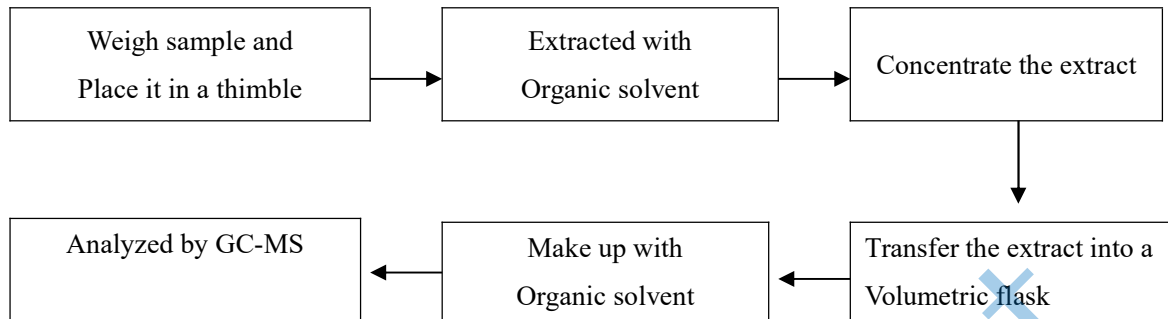 Weigh sample and
Place it in a thimble
Extracted with
Organic solvent
Concentrate the extract
Transfer the extract into a
Volumetric flask
Make up with
Organic solvent
Analyzed by GC-MS